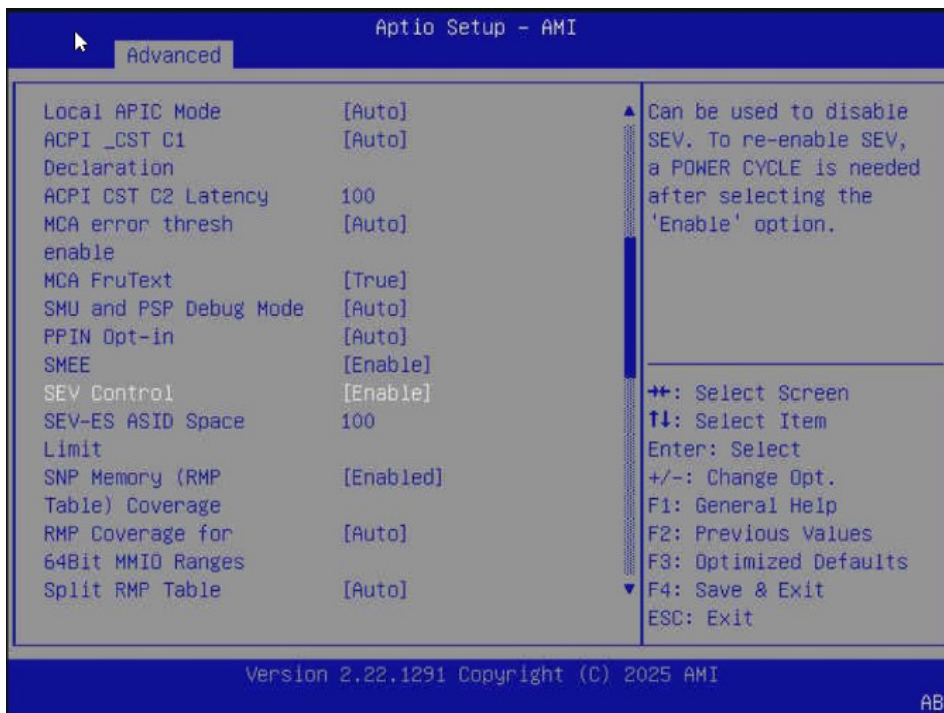 Aptio Setup – AMI
Advanced
Local APIC Mode [Auto]
ACPI _CST C1 [Auto]
Declaration
ACPI CST C2 Latency 100
MCA error thresh [Auto]
enable
MCA FruText [True]
SMU and PSP Debug Mode [Auto]
PPIN Opt-in [Auto]
SMEE [Enable]
SEV Control [Enable]
SEV-ES ASID Space 100
Limit
SNP Memory (RMP [Enabled]
Table) Coverage
RMP Coverage for [Auto]
64Bit MMIO Ranges
Split RMP Table [Auto]
Can be used to disable
SEV. To re-enable SEV,
a POWER CYCLE is needed
after selecting the
'Enable' option.
→←: Select Screen
↑↓: Select Item
Enter: Select
+/-: Change Opt.
F1: General Help
F2: Previous Values
F3: Optimized Defaults
F4: Save & Exit
ESC: Exit
Version 2.22.1291 Copyright (C) 2025 AMI
AB